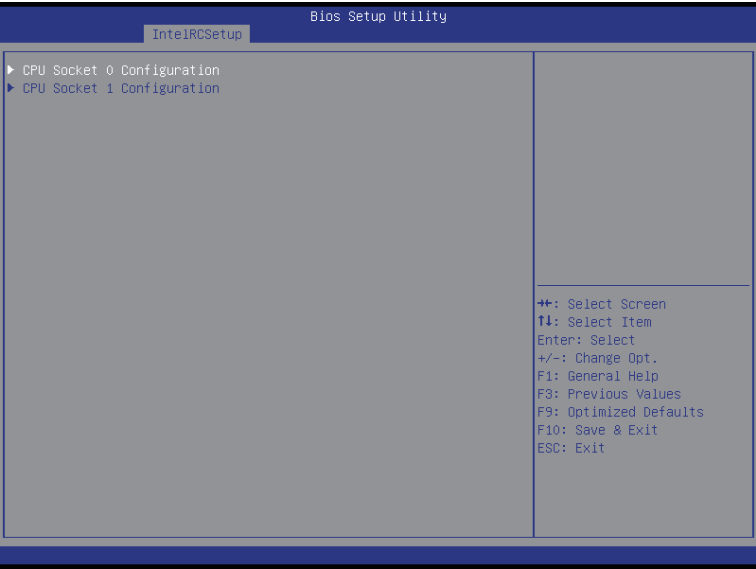 Bios Setup Utility
IntelRCSetup
CPU Socket 0 Configuration
CPU Socket 1 Configuration
→←: Select Screen
↑↓: Select Item
Enter: Select
+/-: Change Opt.
F1: General Help
F3: Previous Values
F9: Optimized Defaults
F10: Save & Exit
ESC: Exit